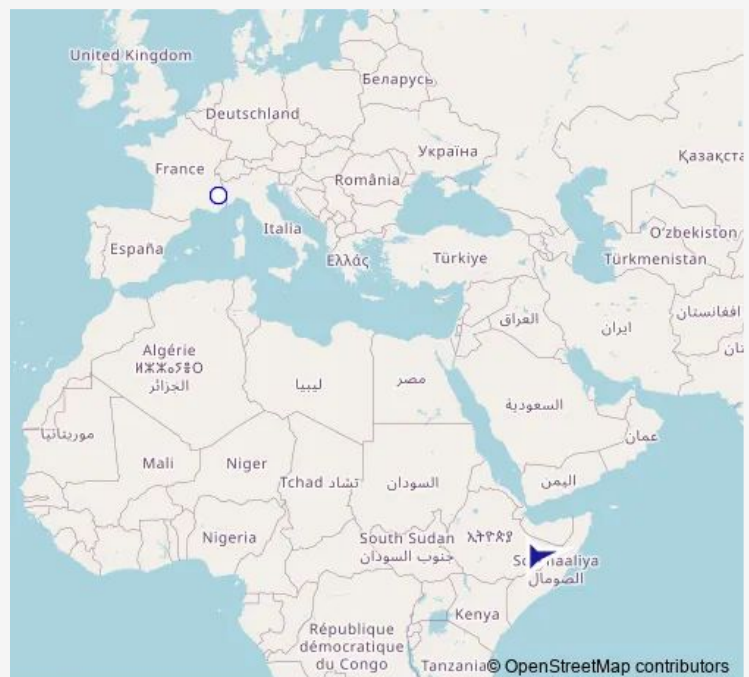 United Kingdom
Беларусь
Deutschland
Україна
France
Қазақста
România
Italia
O'zbekiston
España
Ελλάς
Türkiye
Türkmenistan
افغانستان
العراق
ایران
Algérie
ⵍⵣⵣⴰⵢⴻⵔ
الجزائر
ليبيا
مصر
السعودية
عمان
موريتانيا
Mali
Niger
Tchad تشاد
السودان
اليمن
Nigeria
South Sudan
جنوب السودان
ኢትዮጵያ
الصومال
Kenya
République
démocratique
du Congo
Tanzania
© OpenStreetMap contributors